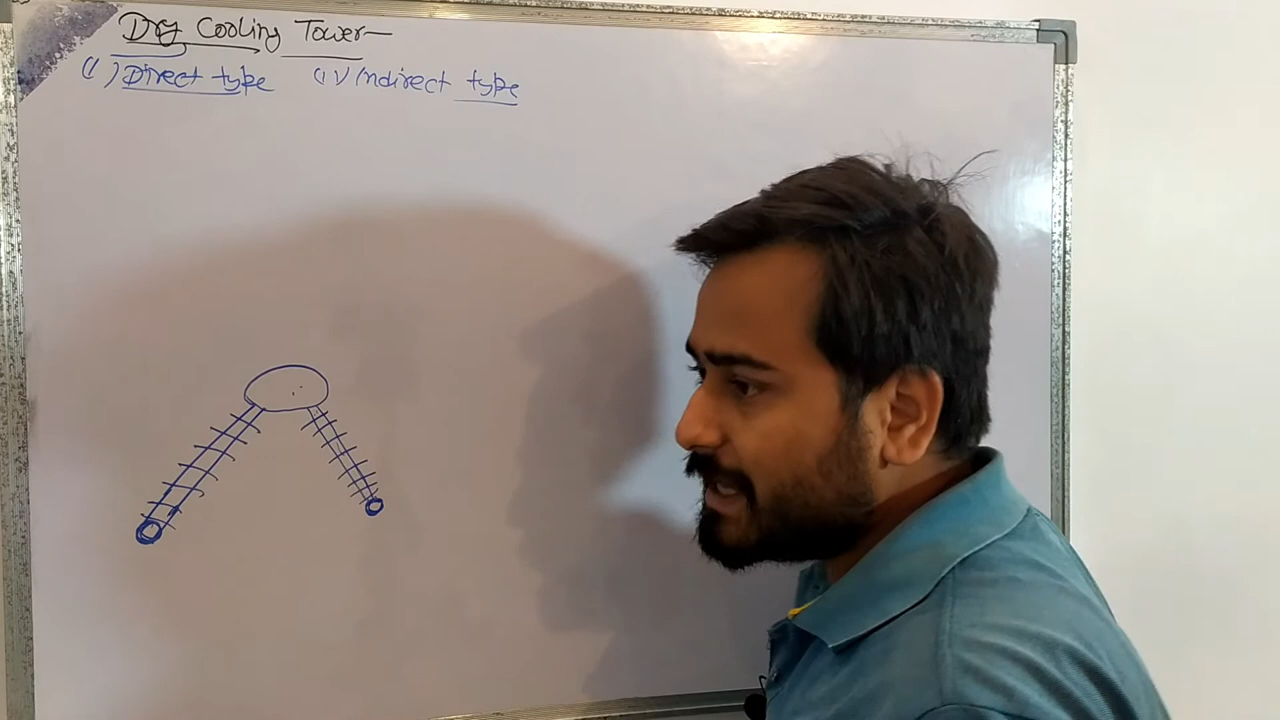 Dry Cooling Tower—
(i) Direct type (ii) Indirect type